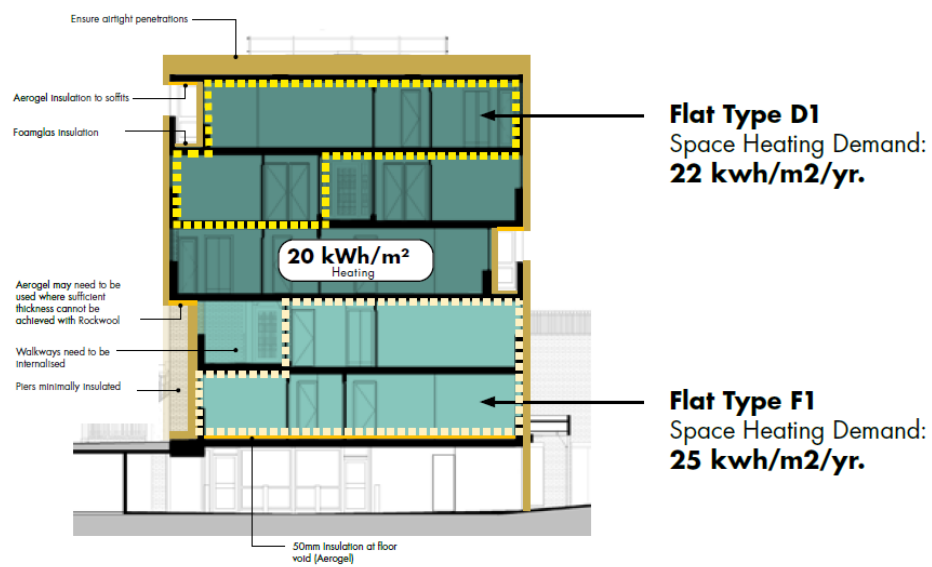 Ensure airtight penetrations
Aerogel insulation to soffits
Foamglas insulation
Flat Type D1
Space Heating Demand:
22 kwh/m2/yr.
20 kWh/m²
Heating
Aerogel may need to be
used where sufficient
thickness cannot be
achieved with Rockwool
Walkways need to be
internalised
Piers minimally insulated
Flat Type F1
Space Heating Demand:
25 kwh/m2/yr.
50mm Insulation at floor
void (Aerogel)